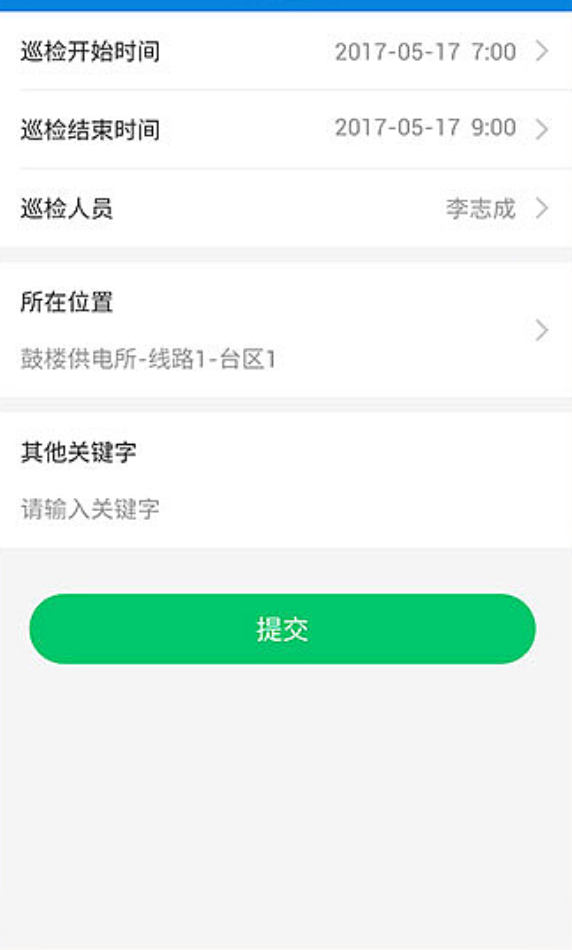 巡检开始时间 2017-05-17 7:00
巡检结束时间 2017-05-17 9:00
巡检人员 李志成
所在位置
鼓楼供电所-线路1-台区1
其他关键字
请输入关键字
提交